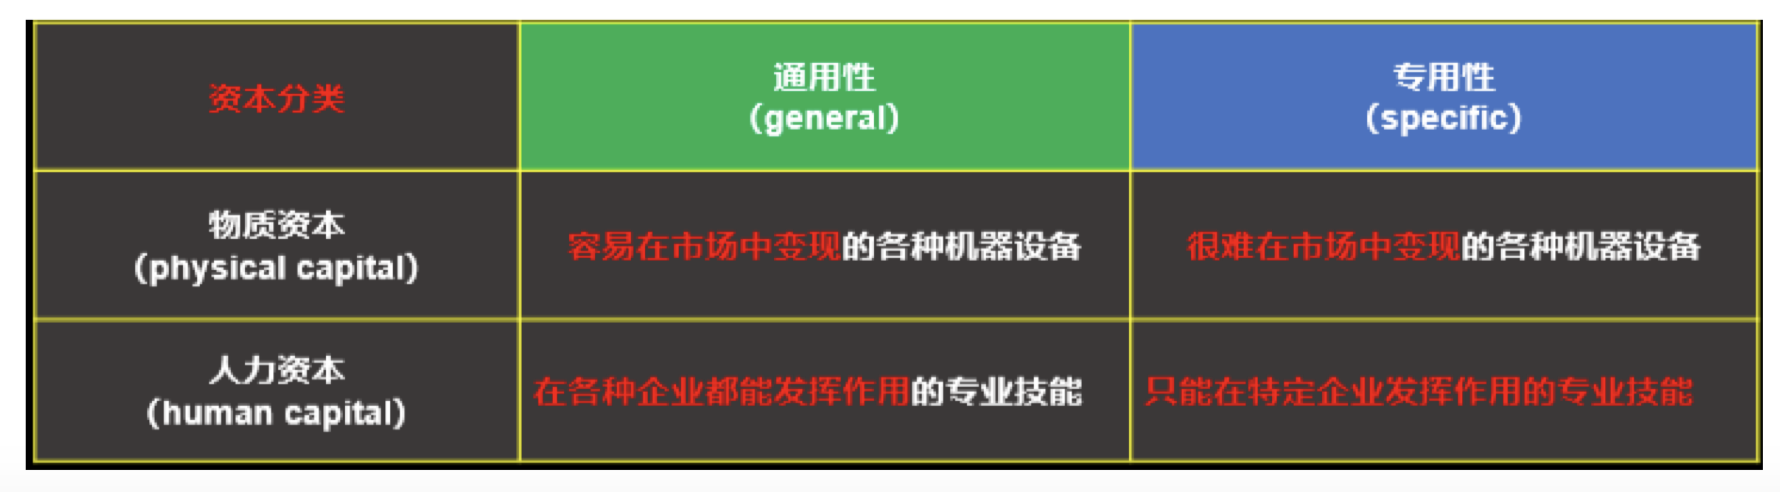 资本分类
通用性
(general)
专用性
(specific)
物质资本
(physical capital)
容易在市场中变现的各种机器设备
很难在市场中变现的各种机器设备
人力资本
(human capital)
在各种企业都能发挥作用的专业技能
只能在特定企业发挥作用的专业技能